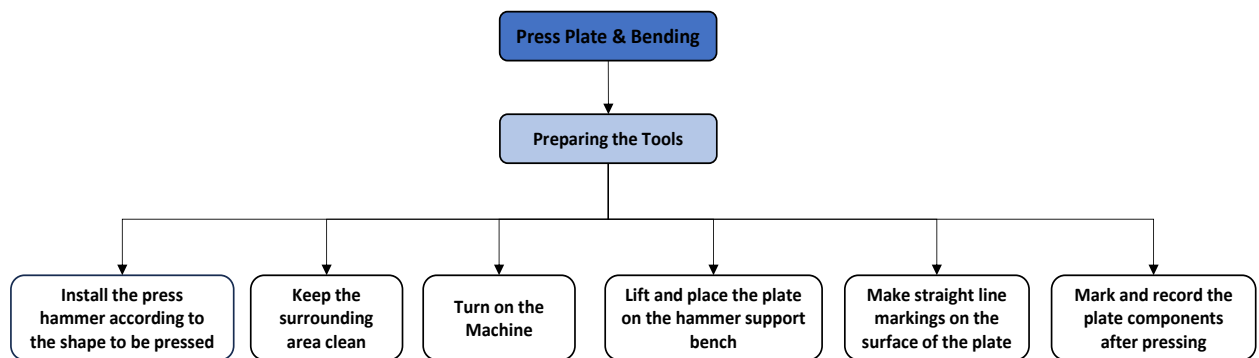 Press Plate & Bending
Preparing the Tools
Install the press
hammer according to
the shape to be pressed
Keep the
surrounding
area clean
Turn on the
Machine
Lift and place the plate
on the hammer support
bench
Make straight line
markings on the
surface of the plate
Mark and record the
plate components
after pressing